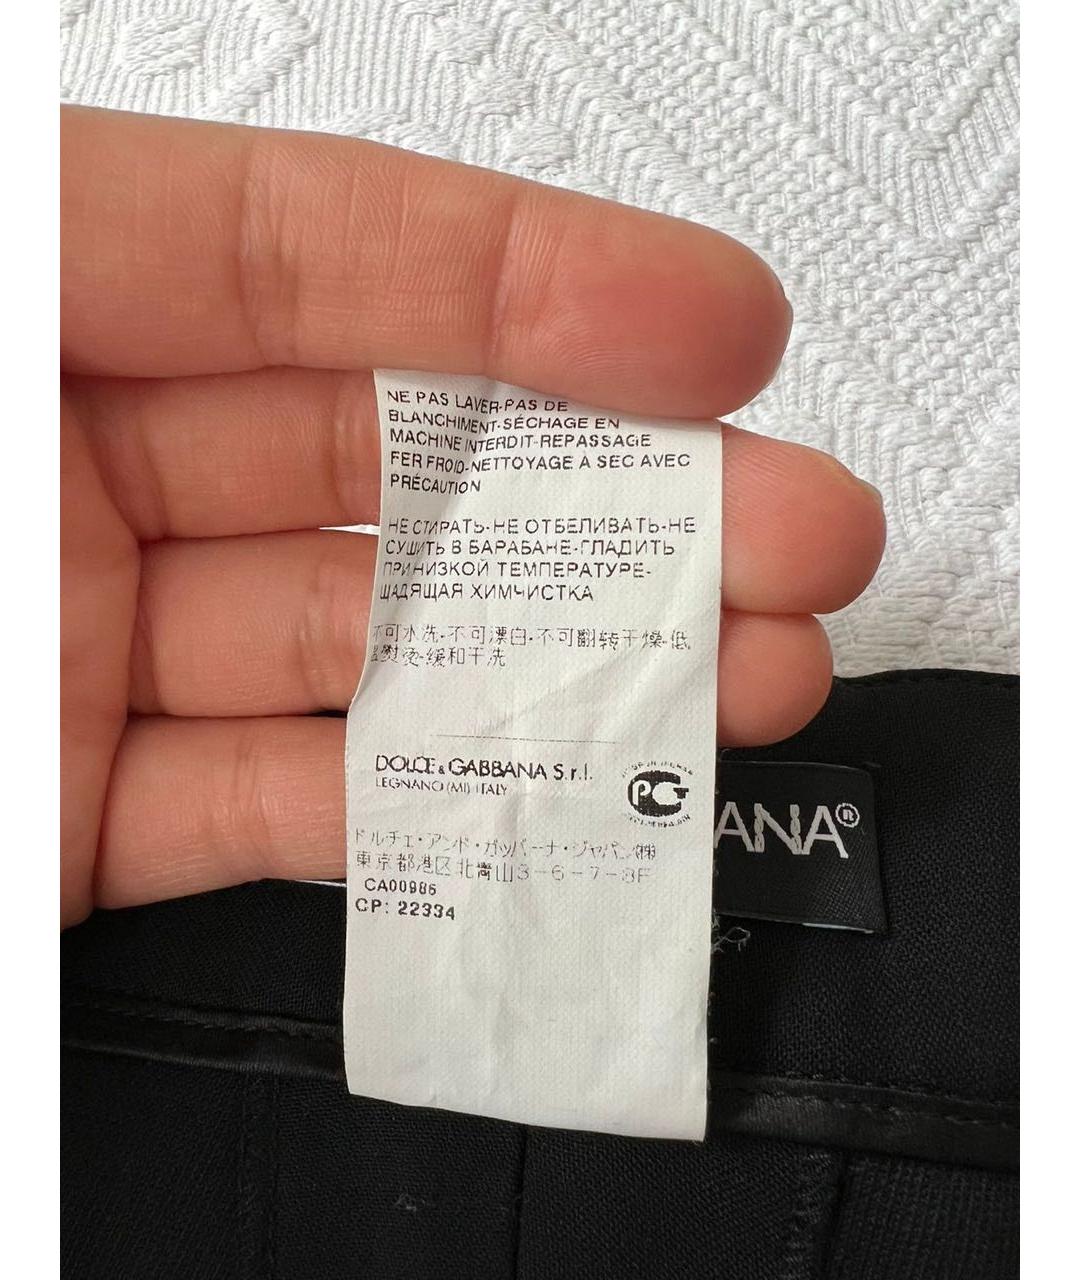 NE PAS LAVER-PAS DE
BLANCHIMENT-SÉCHAGE EN
MACHINE INTERDIT-REPASSAGE
FER FROID-NETTOYAGE A SEC AVEC
PRÉCAUTION
НЕ СТИРАТЬ-НЕ ОТБЕЛИВАТЬ-НЕ
СУШИТЬ В БАРАБАНЕ-ГЛАДИТЬ
ПРИ НИЗКОЙ ТЕМПЕРАТУРЕ-
ЩАДЯЩАЯ ХИМЧИСТКА
不可水洗-不可漂白-不可翻转干燥-低
熨烫-缓和干洗
DOLCE & GABBANA S.r.l.
LEGNANO (MI) ITALY
РСТ
ANA®
ドルチェ・アンド・ガッバーナ・ジャパン㈱
東京都港区北青山3-6-7-8F
CA00986
CP: 22334